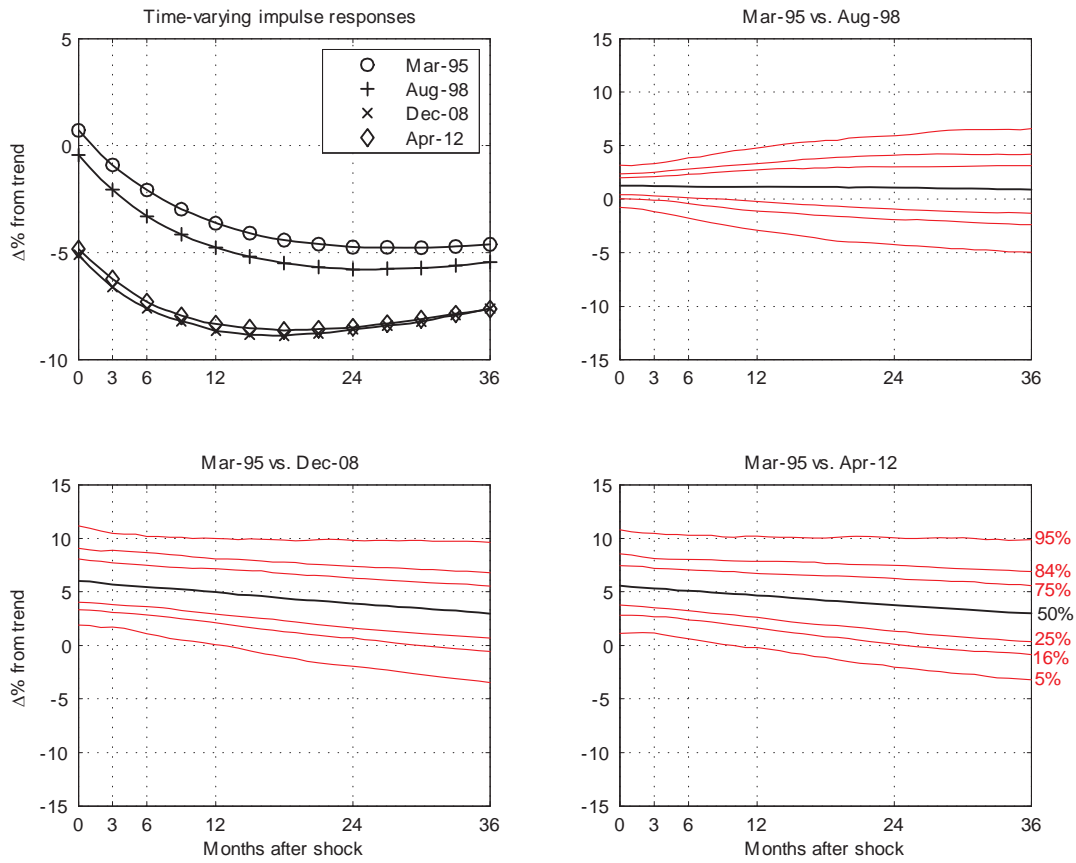 Time-varying impulse responses
5
0
-5
-10
Δ% from trend
Mar-95
Aug-98
Dec-08
Apr-12
0 3 6 12 24 36
Mar-95 vs. Aug-98
15
10
5
0
-5
-10
-15
0 3 6 12 24 36
Mar-95 vs. Dec-08
15
10
5
0
-5
-10
-15
Δ% from trend
0 3 6 12 24 36
Months after shock
Mar-95 vs. Apr-12
15
10
5
0
-5
-10
-15
95%
84%
75%
50%
25%
16%
5%
0 3 6 12 24 36
Months after shock